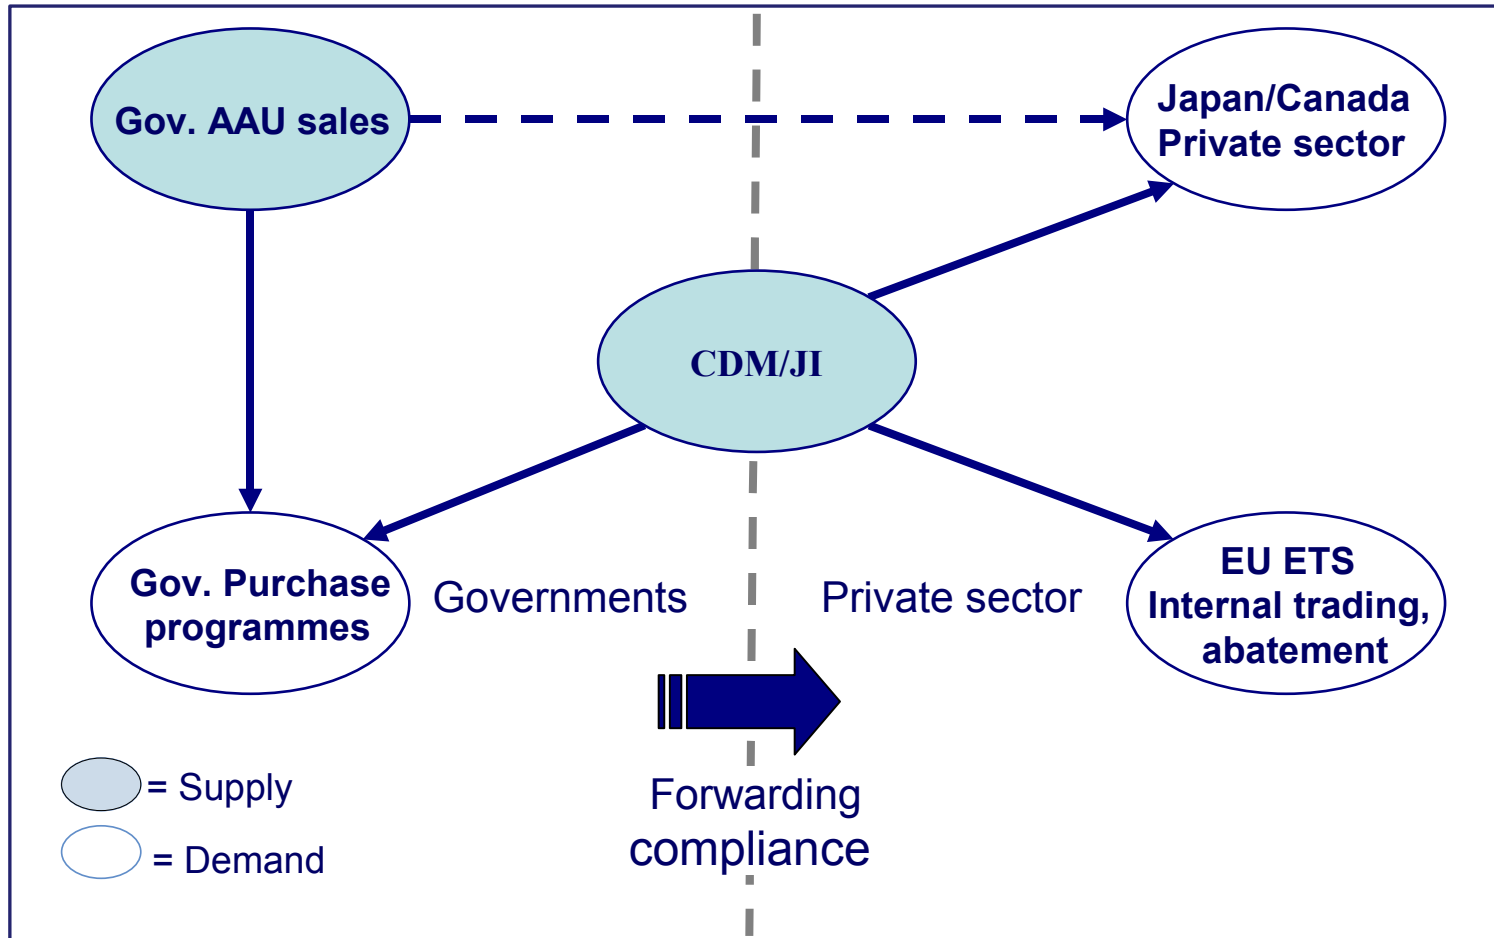 Gov. AAU sales
Japan/Canada
Private sector
CDM/JI
Gov. Purchase
programmes
Governments
Private sector
EU ETS
Internal trading,
abatement
= Supply
= Demand
Forwarding
compliance